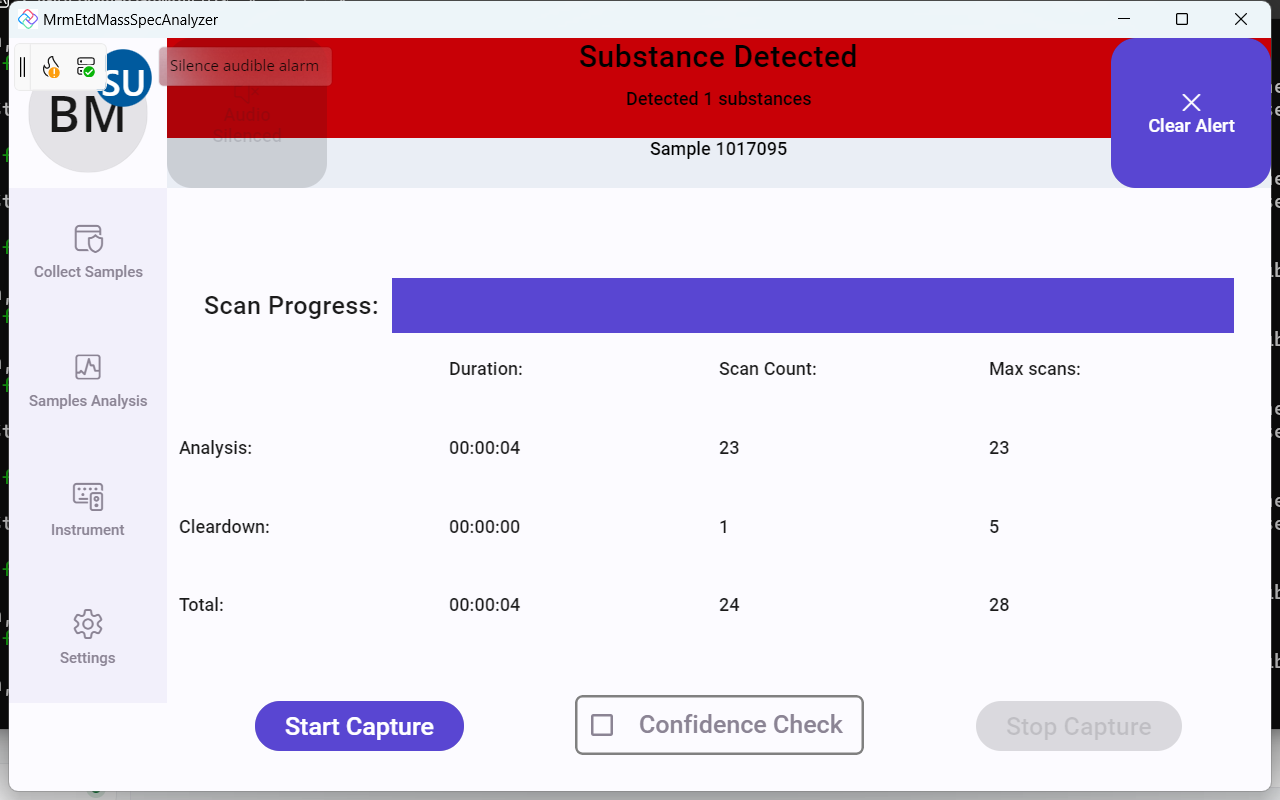 MrmEtdMassSpecAnalyzer
SU
BM
Silence audible alarm
Audio
Silenced
Substance Detected
Detected 1 substances
Sample 1017095
Clear Alert
Collect Samples
Samples Analysis
Instrument
Settings
Scan Progress:
Duration: Scan Count: Max scans:
Analysis: 00:00:04 23 23
Cleardown: 00:00:00 1 5
Total: 00:00:04 24 28
Start Capture
Confidence Check
Stop Capture